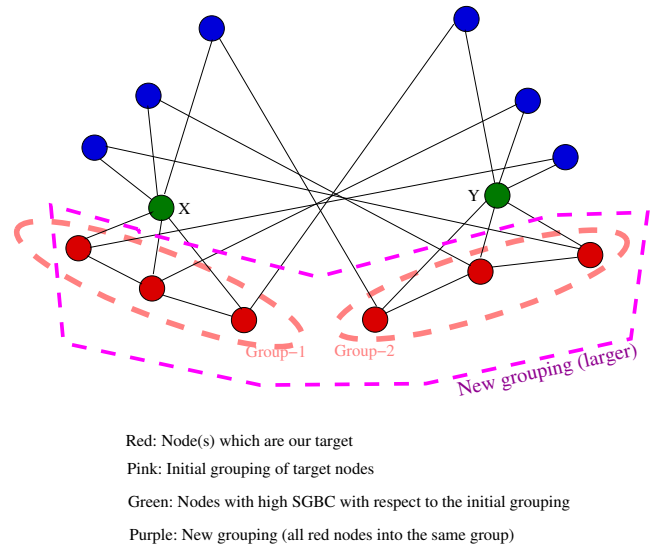 X
Y
Group-1
Group-2
New grouping (larger)
Red: Node(s) which are our target
Pink: Initial grouping of target nodes
Green: Nodes with high SGBC with respect to the initial grouping
Purple: New grouping (all red nodes into the same group)